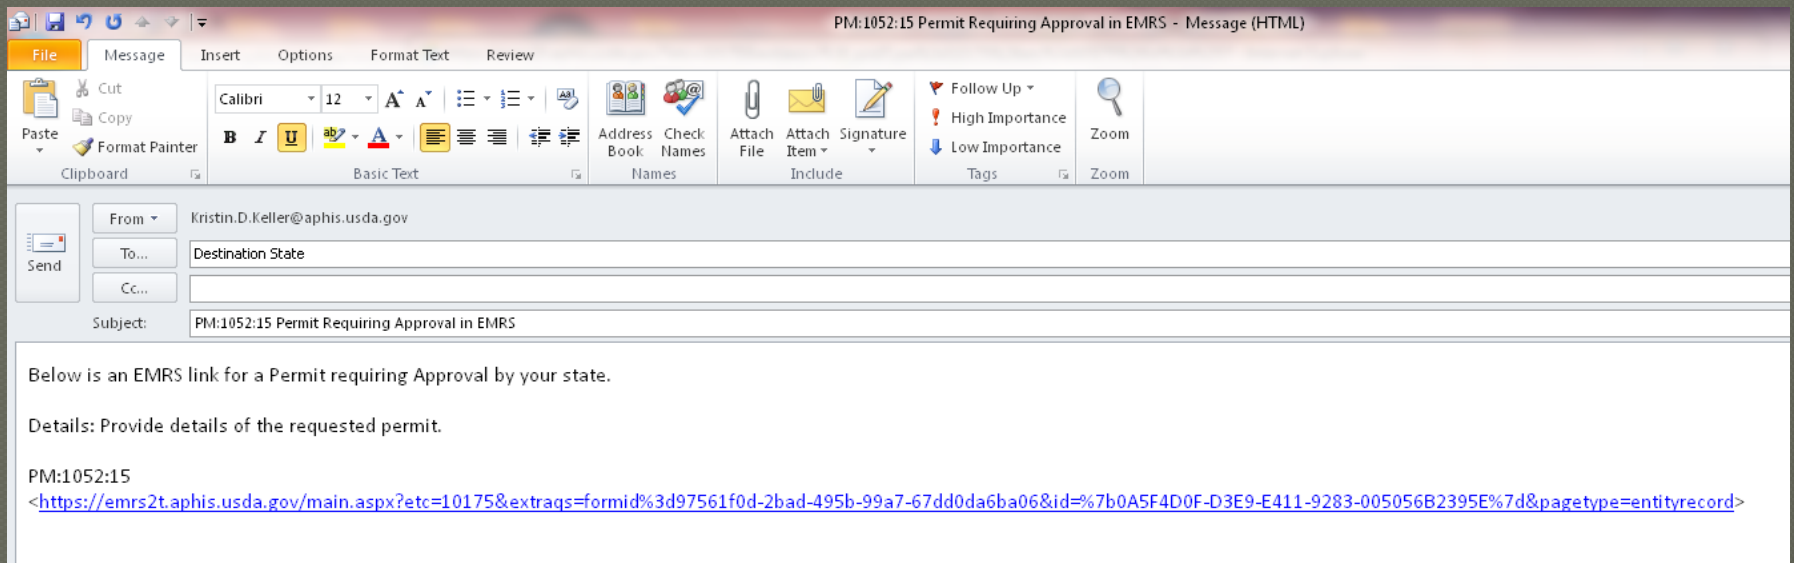 PM:1052:15 Permit Requiring Approval in EMRS - Message (HTML)
File Message Insert Options Format Text Review
Paste
Cut
Copy
Format Painter
Clipboard
Calibri 12
B I U
Basic Text
Address Book
Check Names
Names
Attach File
Attach Item
Signature
Include
Follow Up
High Importance
Low Importance
Tags
Zoom
Zoom
Send
From Kristin.D.Keller@aphis.usda.gov
To... Destination State
Cc...
Subject: PM:1052:15 Permit Requiring Approval in EMRS
Below is an EMRS link for a Permit requiring Approval by your state.
Details: Provide details of the requested permit.
PM:1052:15
<https://emrs2t.aphis.usda.gov/main.aspx?etc=10175&extraqs=formid%3d97561f0d-2bad-495b-99a7-67dd0da6ba06&id=%7b0A5F4D0F-D3E9-E411-9283-005056B2395E%7d&pagetype=entityrecord>